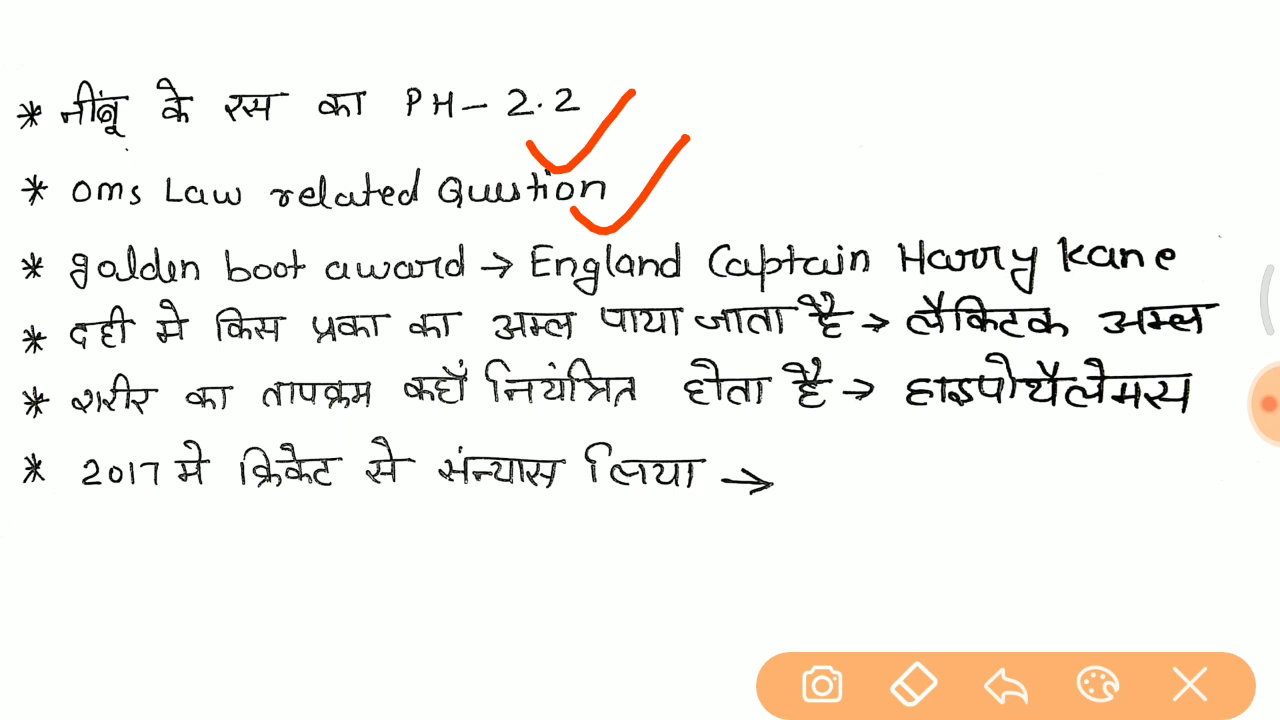 * नींबू के रस का PH - 2.2
* oms Law related Question
* golden boot award → England Captain Harry Kane
* दही मे किस प्रका का अम्ल पाया जाता है → लैक्टिक अम्ल
* शरीर का तापक्रम कहाँ नियंत्रित होता है → हाइपोथैलेमस
* 2017 मे क्रिकेट से संन्यास लिया →